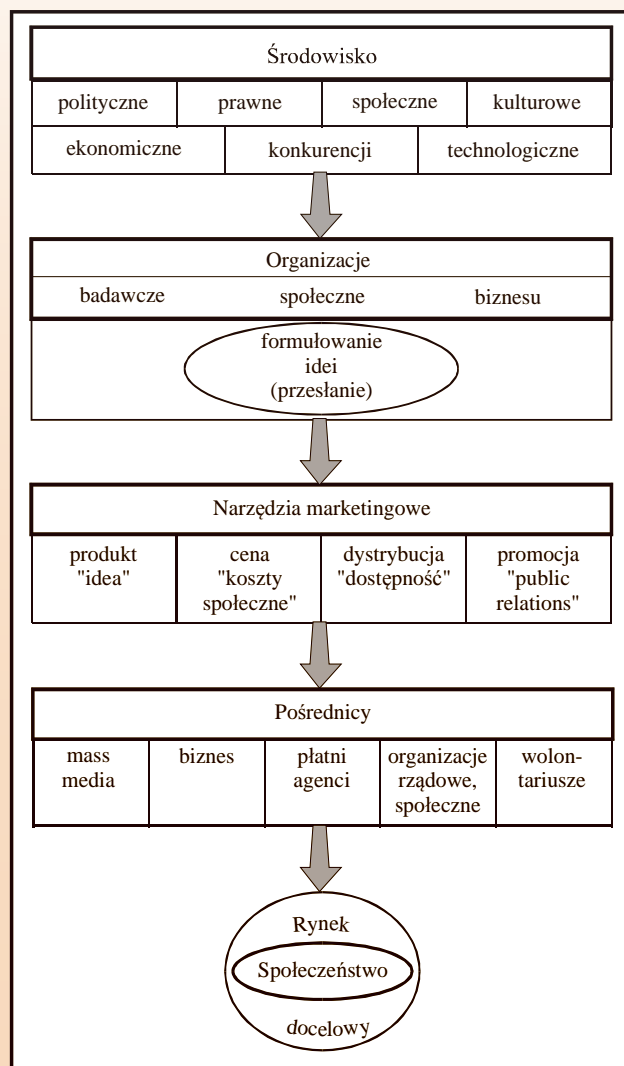 Środowisko
polityczne prawne społeczne kulturowe
ekonomiczne konkurencji technologiczne
Organizacje
badawcze społeczne biznesu
formułowanie
idei
(przesłanie)
Narzędzia marketingowe
produkt cena dystrybucja promocja
"idea" "koszty "dostępność" "public
społeczne" relations"
Pośrednicy
mass biznes płatni organizacje wolon-
media agenci rządowe, tariusze
społeczne
Rynek
Społeczeństwo
docelowy